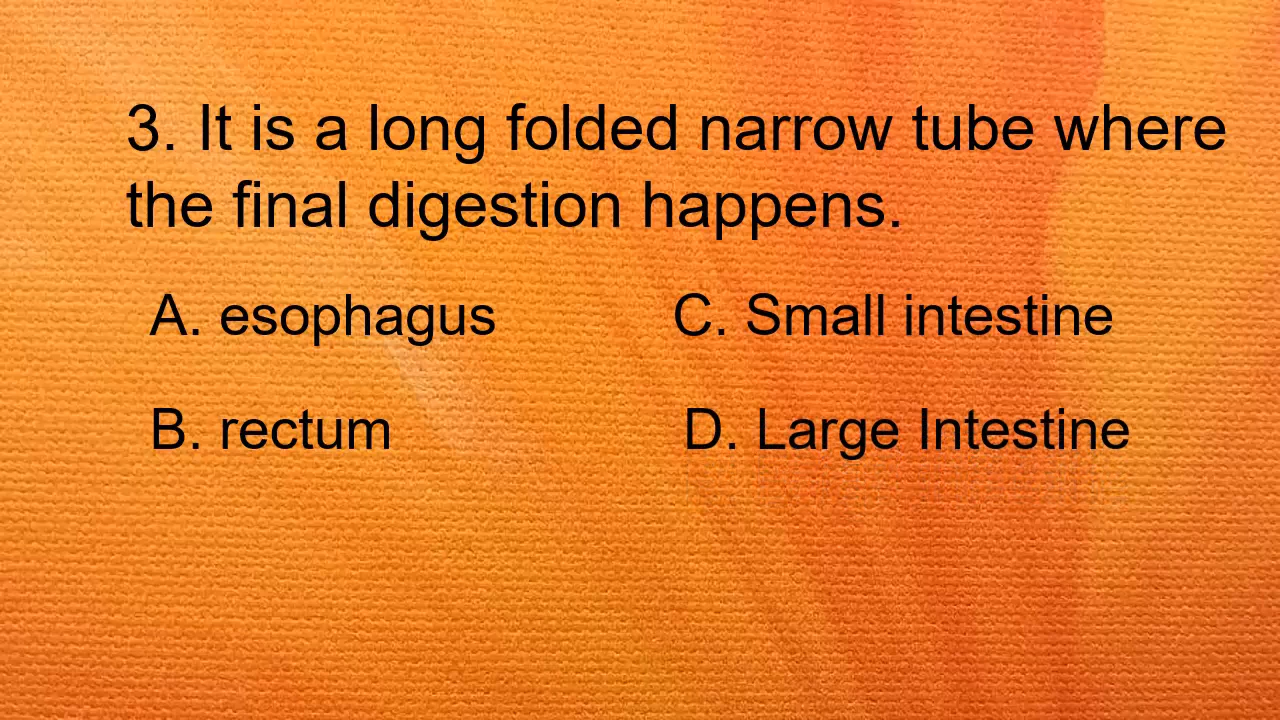 3. It is a long folded narrow tube where
the final digestion happens.
A. esophagus
C. Small intestine
B. rectum
D. Large Intestine